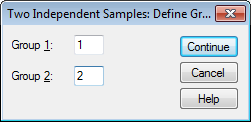 Two Independent Samples: Define Gr...
Group 1: 1
Continue
Group 2: 2
Cancel
Help